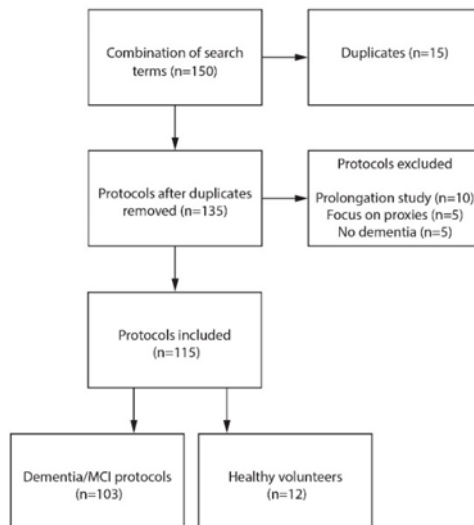 Combination of search
terms (n=150)
Duplicates (n=15)
Protocols after duplicates
removed (n=135)
Protocols excluded
Prolongation study (n=10)
Focus on proxies (n=5)
No dementia (n=5)
Protocols included
(n=115)
Dementia/MCI protocols
(n=103)
Healthy volunteers
(n=12)